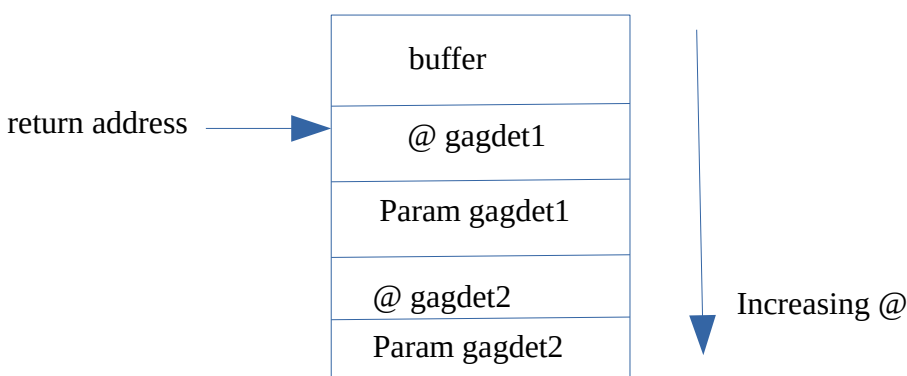 buffer
return address
@ gagdet1
Param gagdet1
@ gagdet2
Increasing @
Param gagdet2